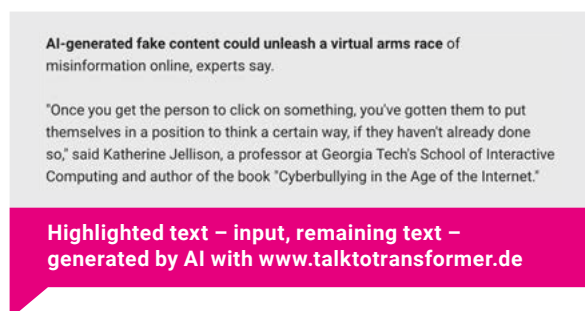 AI-generated fake content could unleash a virtual arms race of
misinformation online, experts say.
"Once you get the person to click on something, you've gotten them to put
themselves in a position to think a certain way, if they haven't already done
so," said Katherine Jellison, a professor at Georgia Tech's School of Interactive
Computing and author of the book "Cyberbullying in the Age of the Internet."
Highlighted text – input, remaining text –
generated by AI with www.talktotransformer.de